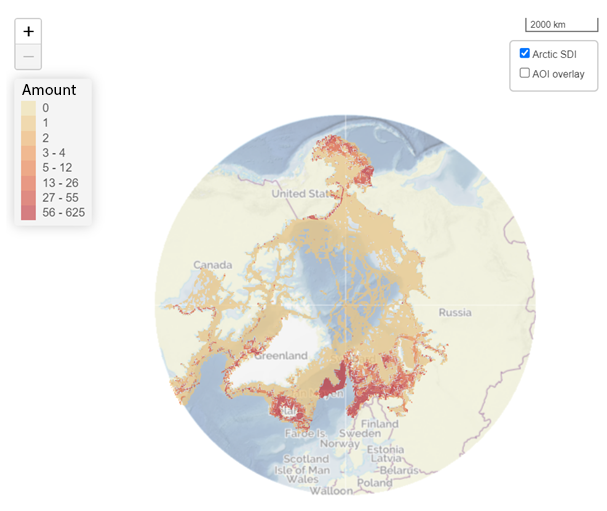 +
2000 km
Arctic SDI
−
AOI overlay
Amount
0
1
2
3 - 4
5 - 12
13 - 26
27 - 55
56 - 625
United Stat
Canada
Russia
Greenland
Finland
Faroe Is
Sweden
Norway
Estonia
Scotland
Latvia
Isle of Man
Belarus
Wales
Poland
Walloon